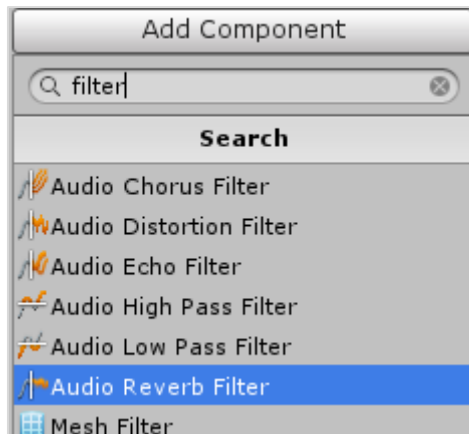 Add Component
filter
Search
Audio Chorus Filter
Audio Distortion Filter
Audio Echo Filter
Audio High Pass Filter
Audio Low Pass Filter
Audio Reverb Filter
Mesh Filter